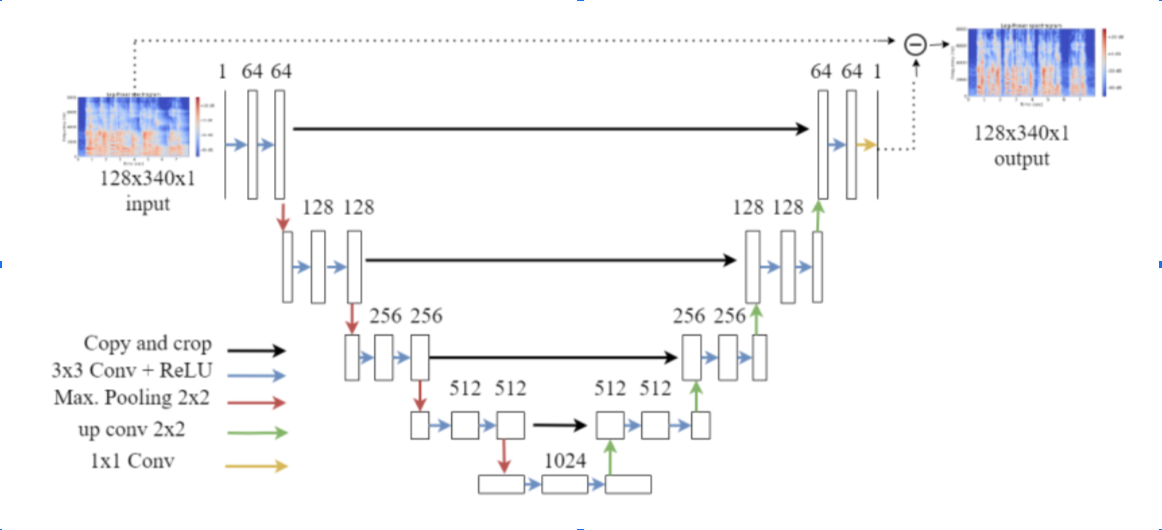 1 64 64
64 64 1
128x340x1
input
128x340x1
output
128 128
128 128
256 256
256 256
512 512
512 512
1024
Copy and crop
3x3 Conv + ReLU
Max. Pooling 2x2
up conv 2x2
1x1 Conv